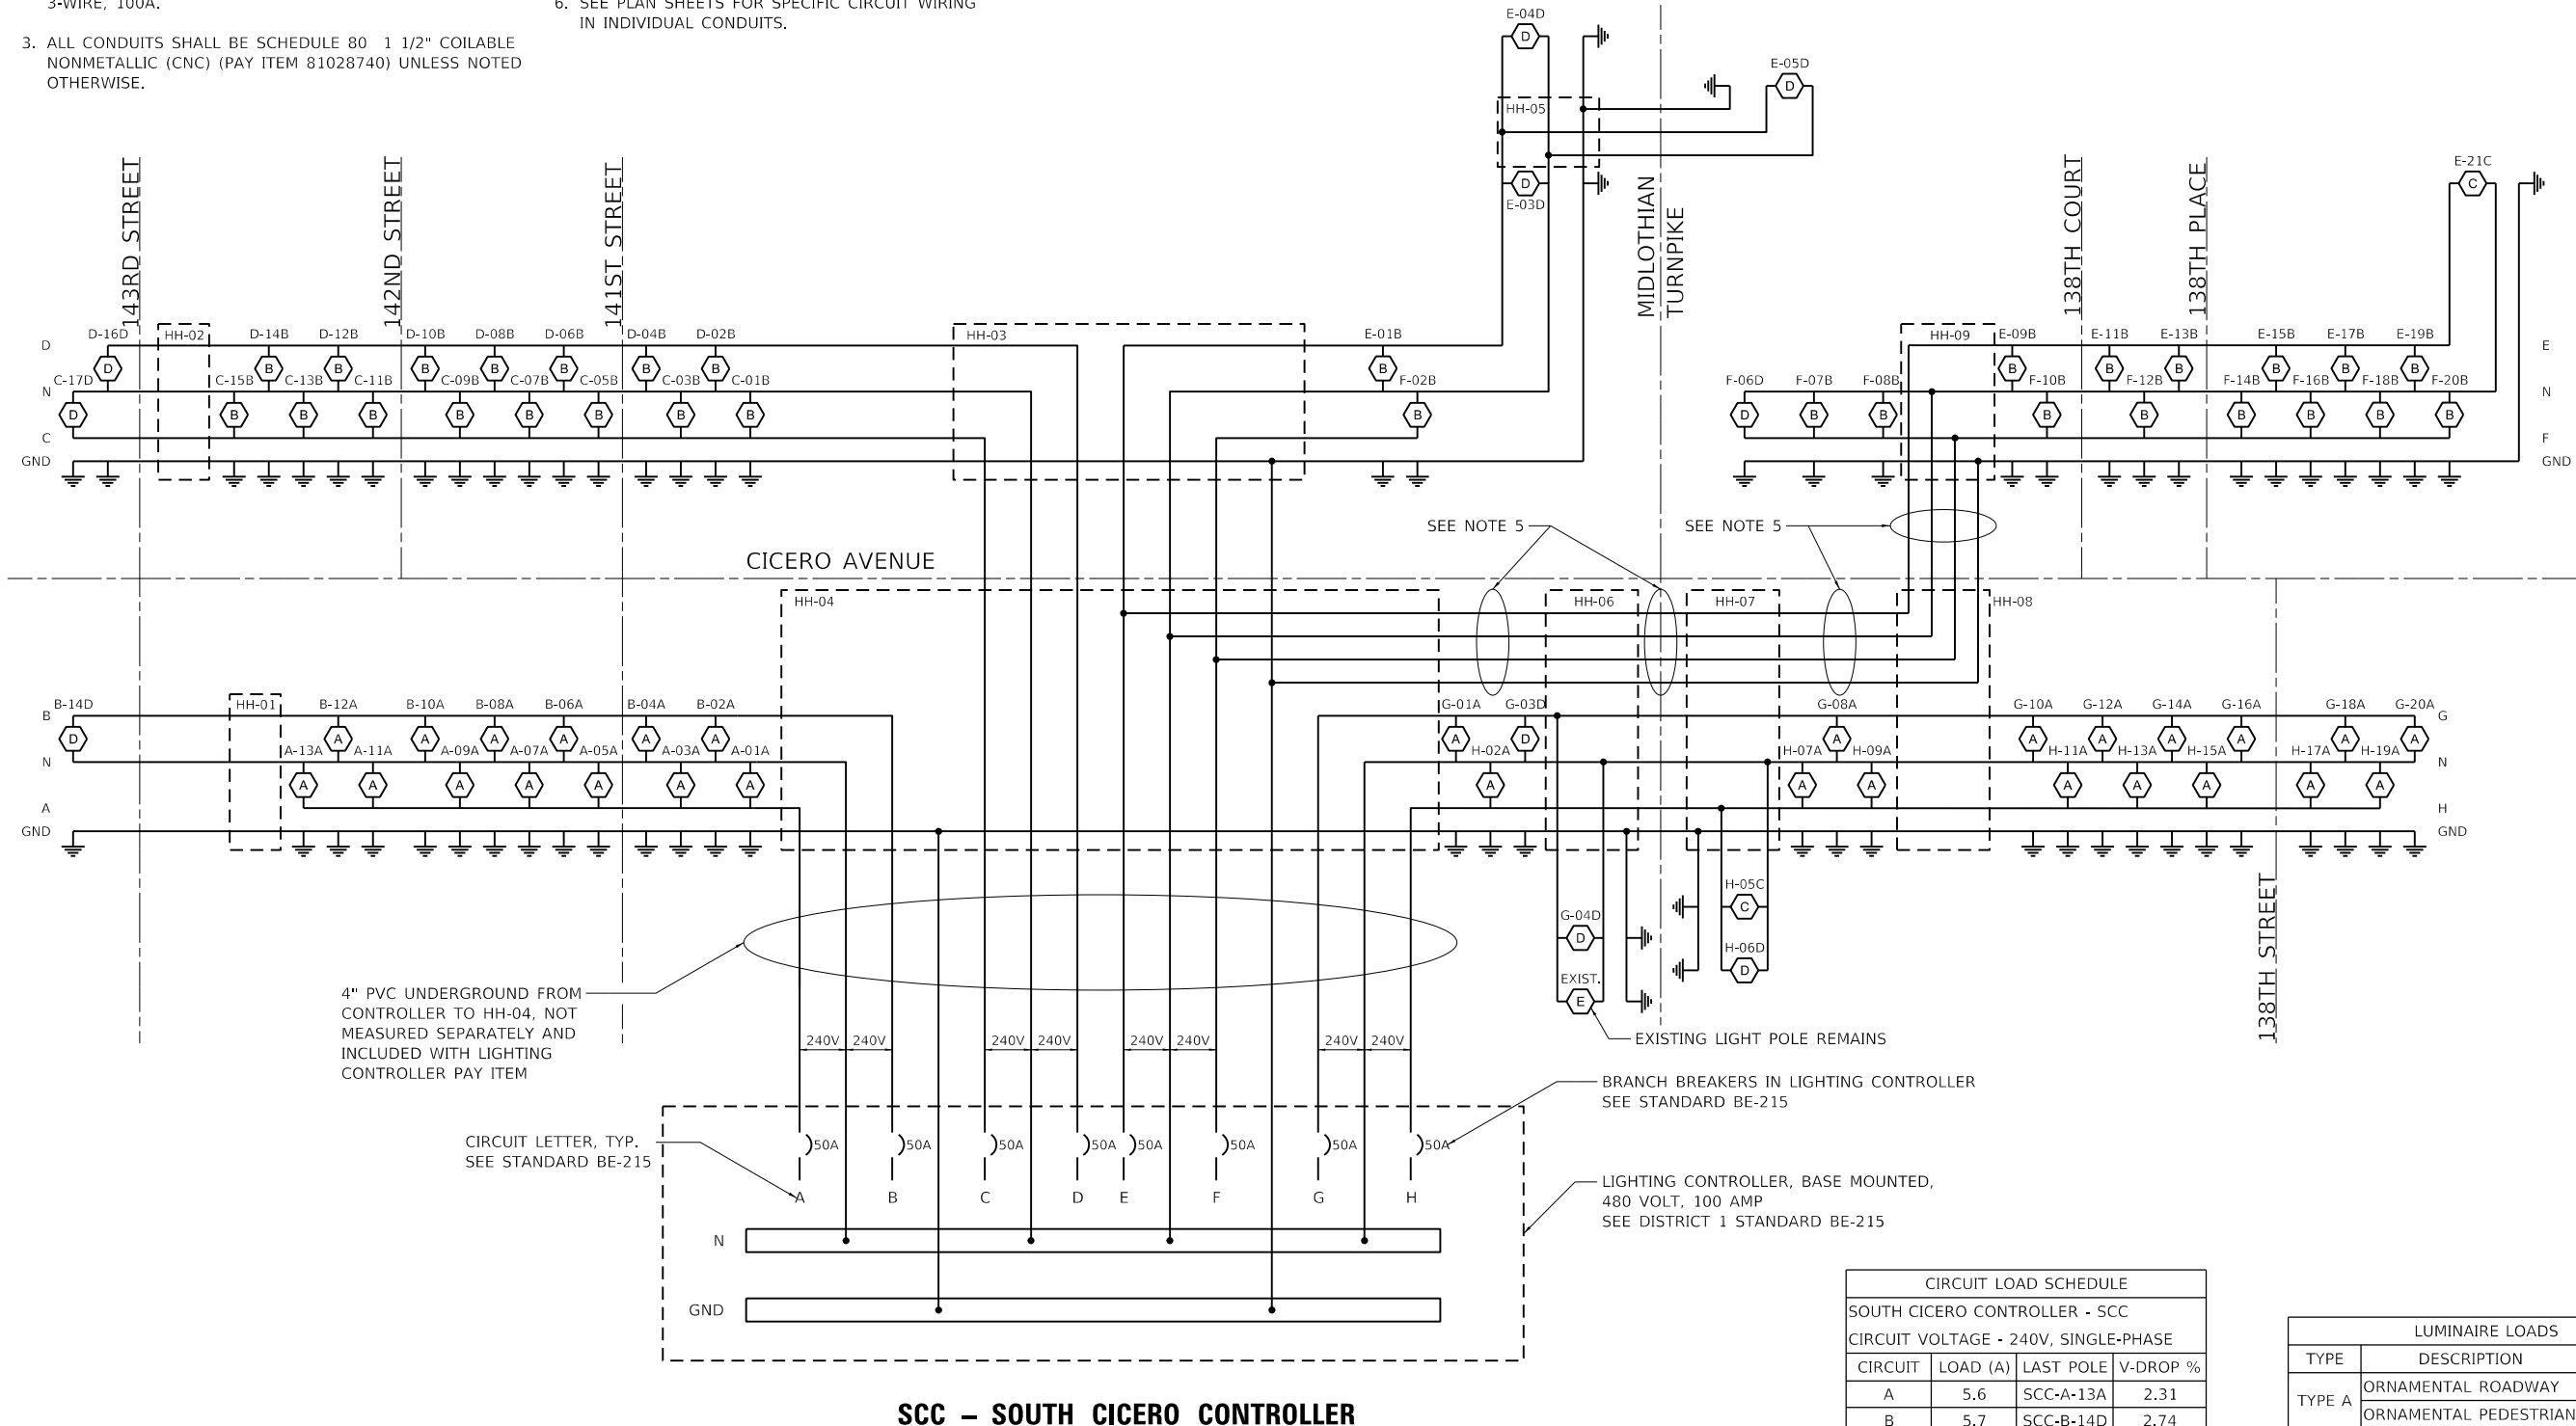 3-WIRE, 100A.
3. ALL CONDUITS SHALL BE SCHEDULE 80 1 1/2" COILABLE
NONMETALLIC (CNC) (PAY ITEM 81028740) UNLESS NOTED
OTHERWISE.
6. SEE PLAN SHEETS FOR SPECIFIC CIRCUIT WIRING
IN INDIVIDUAL CONDUITS.
E-04D
D
E-05D
D
HH-05
D
E-03D
E-21C
C
143RD STREET
142ND STREET
141ST STREET
MIDLOTHIAN
TURNPIKE
138TH COURT
138TH PLACE
D D-16D HH-02 D-14B D-12B D-10B D-08B D-06B D-04B D-02B HH-03 E-01B HH-09 E-09B E-11B E-13B E-15B E-17B E-19B E
D B B B B B B B B B B B B B B
N C-17D C-15B C-13B C-11B C-09B C-07B C-05B C-03B C-01B F-02B F-06D F-07B F-08B F-10B F-12B F-14B F-16B F-18B F-20B N
D B B B B B B B B B D B B B B B B B B
C F
GND GND
SEE NOTE 5 SEE NOTE 5
CICERO AVENUE
HH-04 HH-06 HH-07 HH-08
B B-14D HH-01 B-12A B-10A B-08A B-06A B-04A B-02A G-01A G-03D G-08A G-10A G-12A G-14A G-16A G-18A G-20A G
D A A A A A A A D A A A A A A A
N A-13A A-11A A-09A A-07A A-05A A-03A A-01A H-02A H-07A H-09A H-11A H-13A H-15A H-17A H-19A N
A A A A A A A A A A A A A A A
A H
GND GND
H-05C
C
G-04D
D
H-06D
D
EXIST.
E
138TH STREET
4" PVC UNDERGROUND FROM
CONTROLLER TO HH-04, NOT
MEASURED SEPARATELY AND
INCLUDED WITH LIGHTING
CONTROLLER PAY ITEM
EXISTING LIGHT POLE REMAINS
240V 240V 240V 240V 240V 240V 240V 240V
BRANCH BREAKERS IN LIGHTING CONTROLLER
SEE STANDARD BE-215
CIRCUIT LETTER, TYP.
SEE STANDARD BE-215
50A 50A 50A 50A 50A 50A 50A 50A
A B C D E F G H
LIGHTING CONTROLLER, BASE MOUNTED,
480 VOLT, 100 AMP
SEE DISTRICT 1 STANDARD BE-215
N
GND
SCC – SOUTH CICERO CONTROLLER
CIRCUIT LOAD SCHEDULE
SOUTH CICERO CONTROLLER - SCC
CIRCUIT VOLTAGE - 240V, SINGLE-PHASE
CIRCUIT LOAD (A) LAST POLE V-DROP %
A 5.6 SCC-A-13A 2.31
B 5.7 SCC-B-14D 2.74
LUMINAIRE LOADS
TYPE DESCRIPTION
TYPE A ORNAMENTAL ROADWAY
ORNAMENTAL PEDESTRIAN